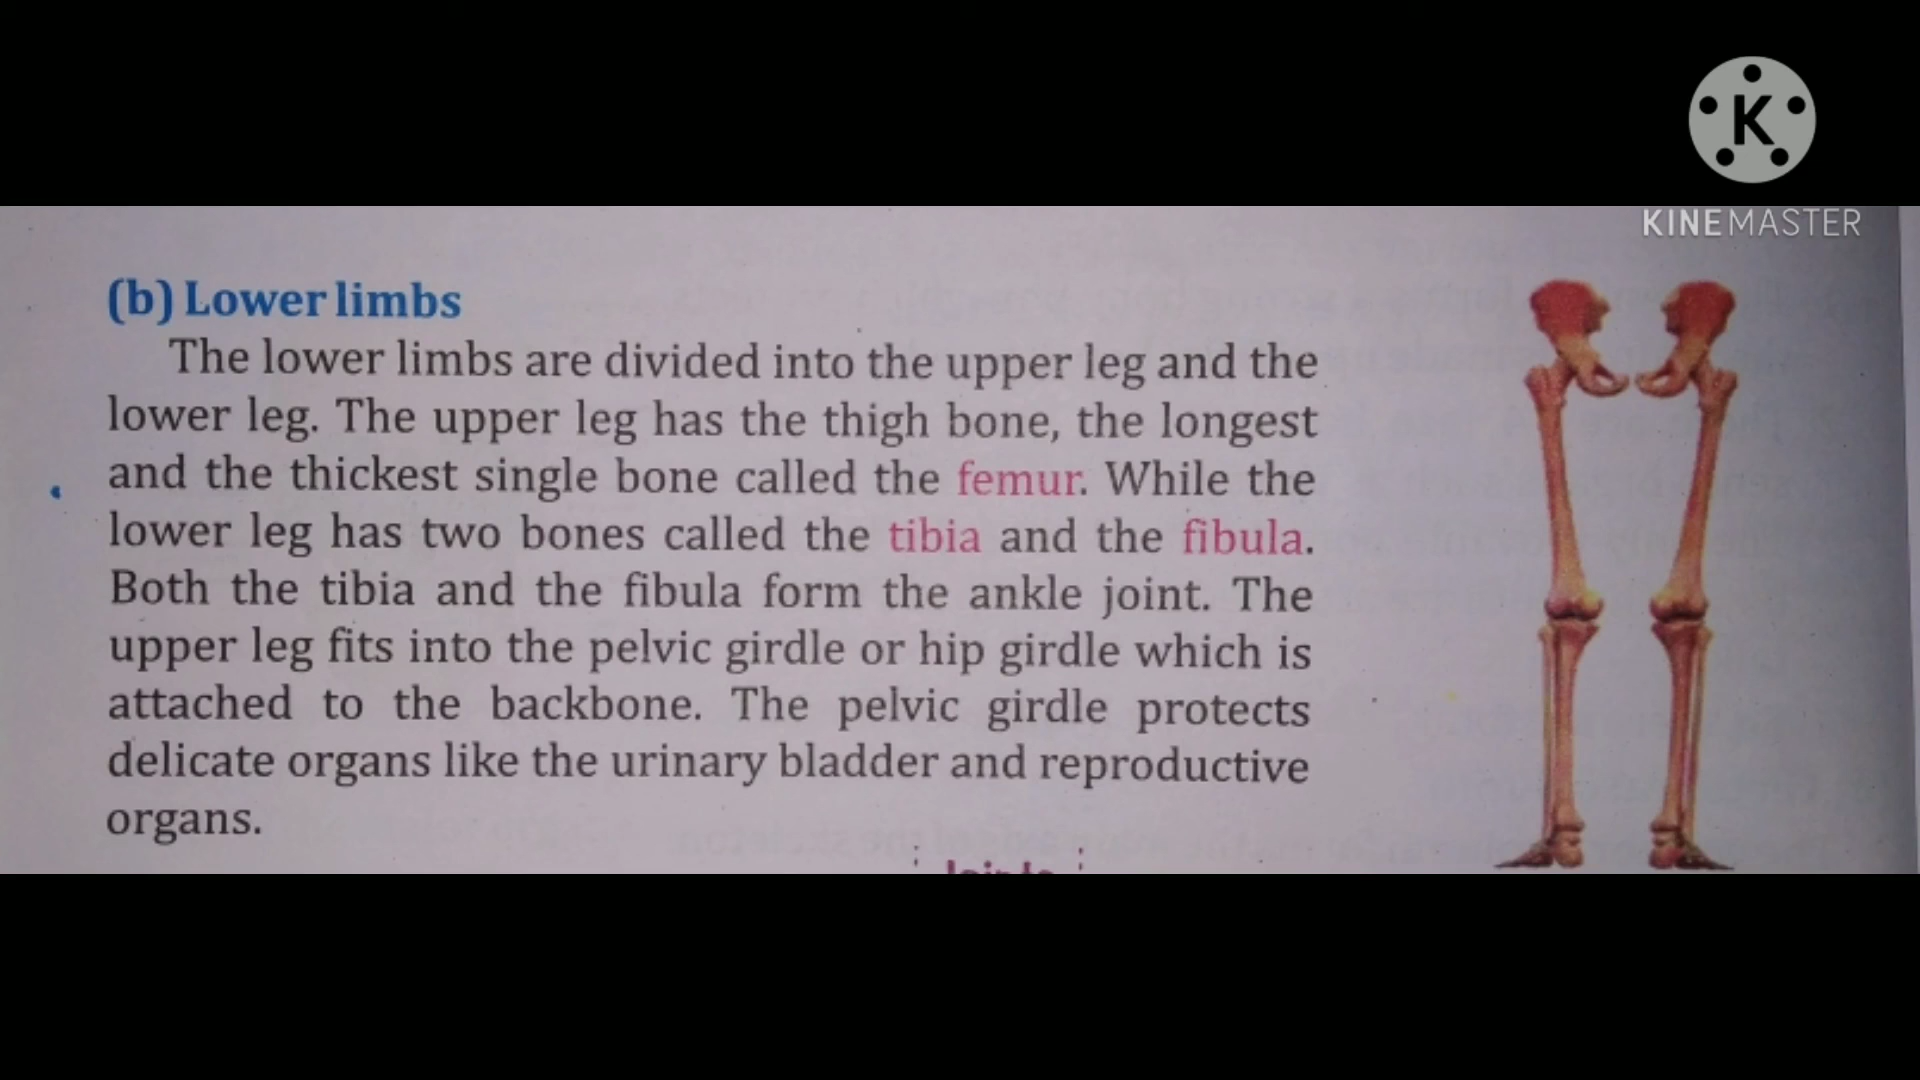 K
KINEMASTER
(b) Lower limbs
The lower limbs are divided into the upper leg and the
lower leg. The upper leg has the thigh bone, the longest
and the thickest single bone called the femur. While the
lower leg has two bones called the tibia and the fibula.
Both the tibia and the fibula form the ankle joint. The
upper leg fits into the pelvic girdle or hip girdle which is
attached to the backbone. The pelvic girdle protects
delicate organs like the urinary bladder and reproductive
organs.